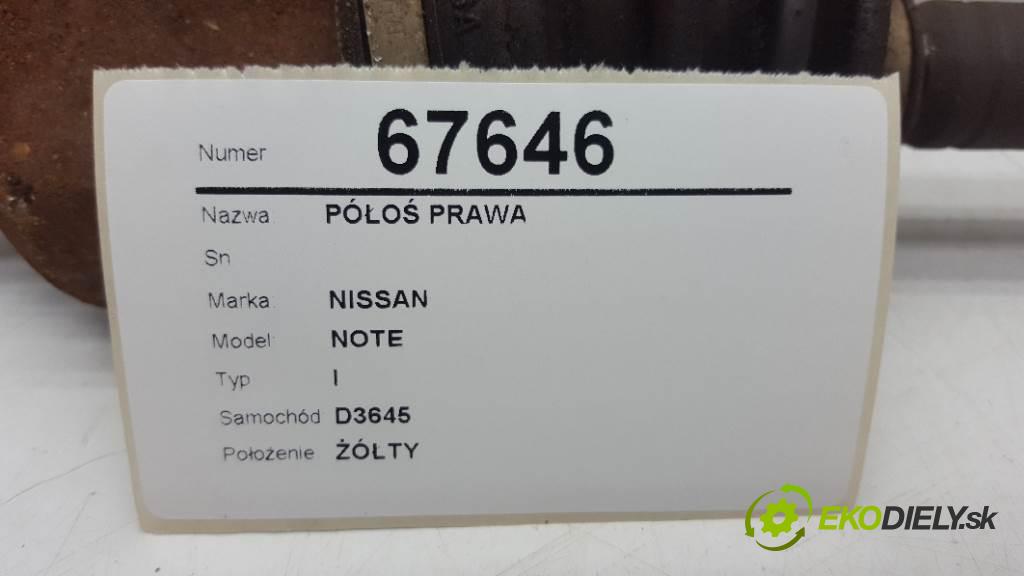 Numer 67646
Nazwa PÓŁOŚ PRAWA
Sn
Marka NISSAN
Model NOTE
Typ I
Samochód D3645
Położenie ŻÓŁTY
EKODIELY.sk